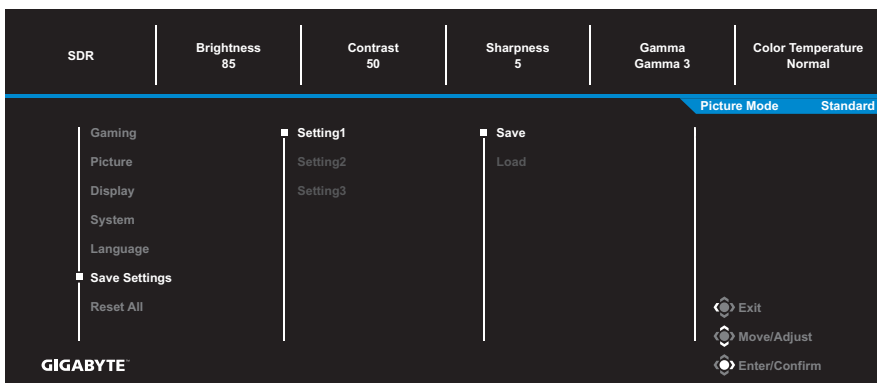 SDR
Brightness
85
Contrast
50
Sharpness
5
Gamma
Gamma 3
Color Temperature
Normal
Picture Mode Standard
Gaming
Picture
Display
System
Language
Save Settings
Reset All
Setting1
Setting2
Setting3
Save
Load
Exit
Move/Adjust
Enter/Confirm
GIGABYTE™